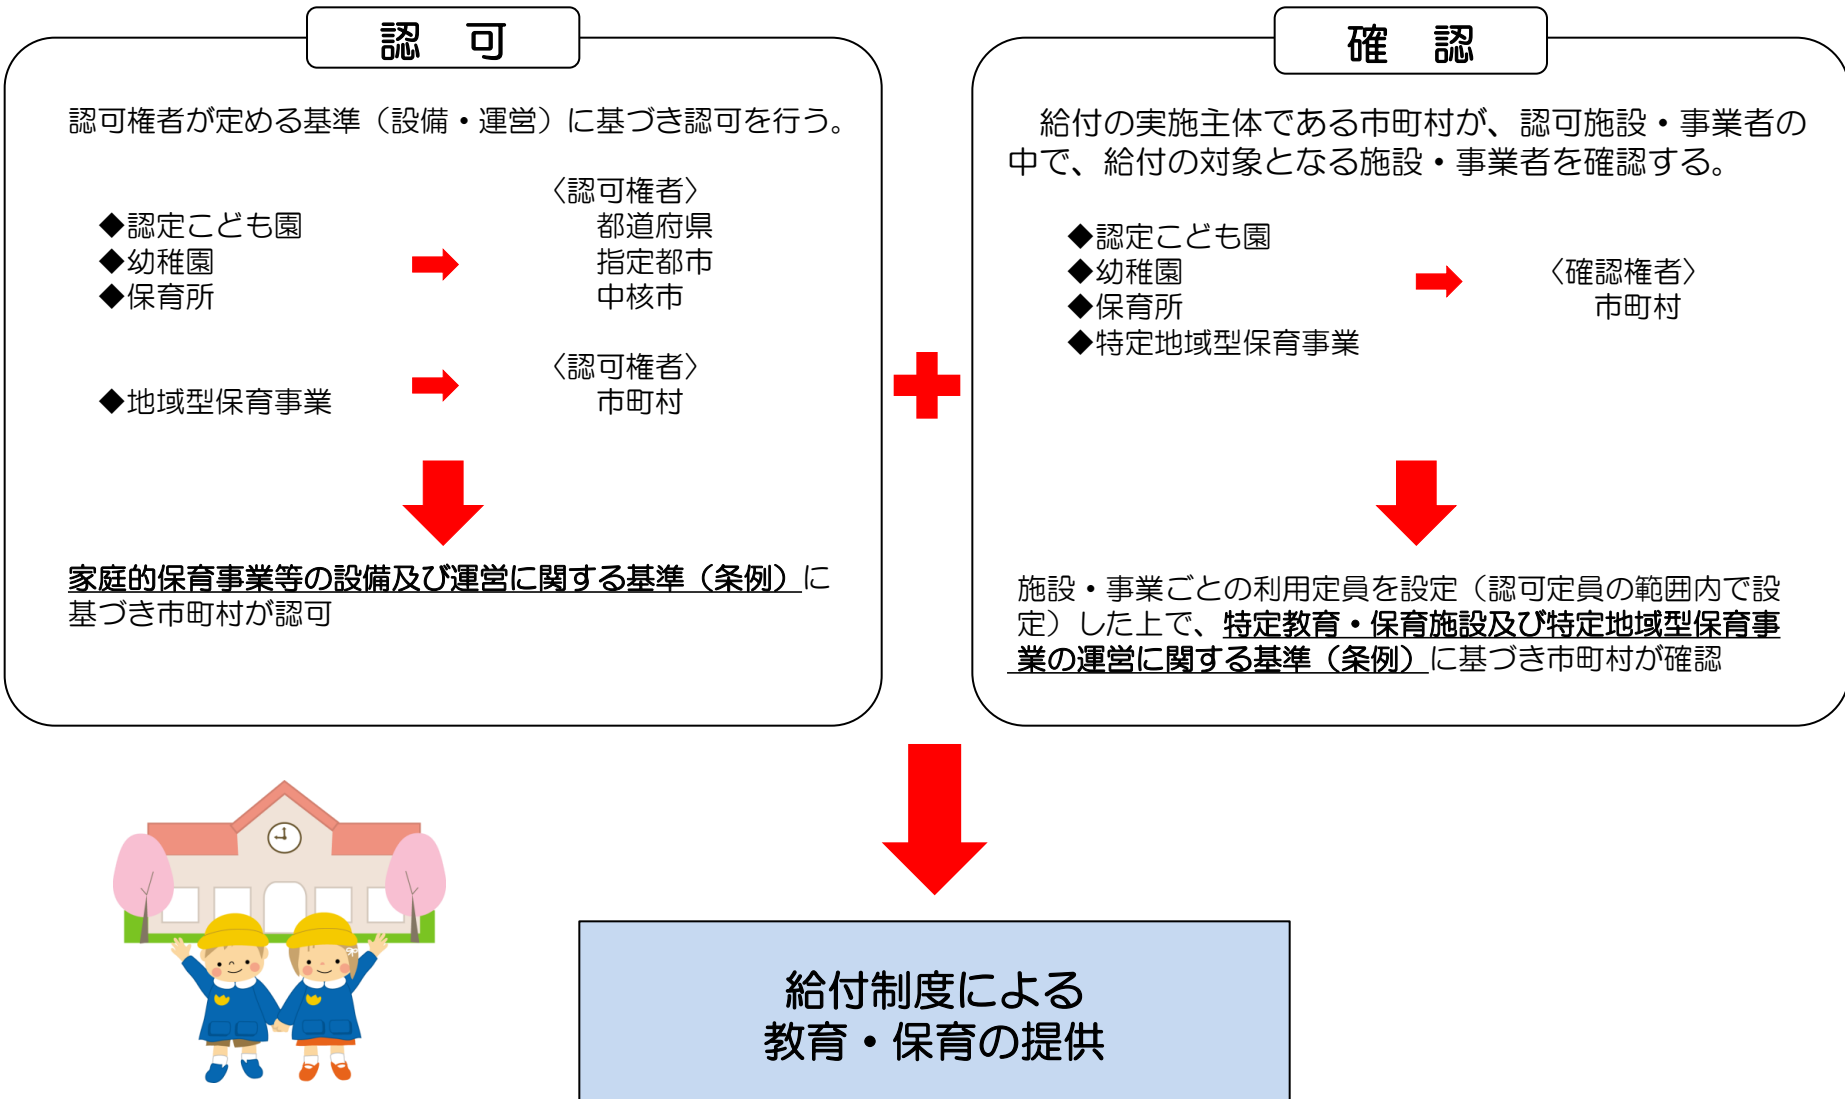 認　可
認可権者が定める基準（設備・運営）に基づき認可を行う。
〈認可権者〉
◆認定こども園
都道府県
◆幼稚園
指定都市
◆保育所
中核市
〈認可権者〉
◆地域型保育事業
市町村
家庭的保育事業等の設備及び運営に関する基準（条例）に
基づき市町村が認可
確　認
給付の実施主体である市町村が、認可施設・事業者の
中で、給付の対象となる施設・事業者を確認する。
◆認定こども園
◆幼稚園
〈確認権者〉
◆保育所
市町村
◆特定地域型保育事業
施設・事業ごとの利用定員を設定（認可定員の範囲内で設
定）した上で、特定教育・保育施設及び特定地域型保育事
業の運営に関する基準（条例）に基づき市町村が確認
給付制度による
教育・保育の提供